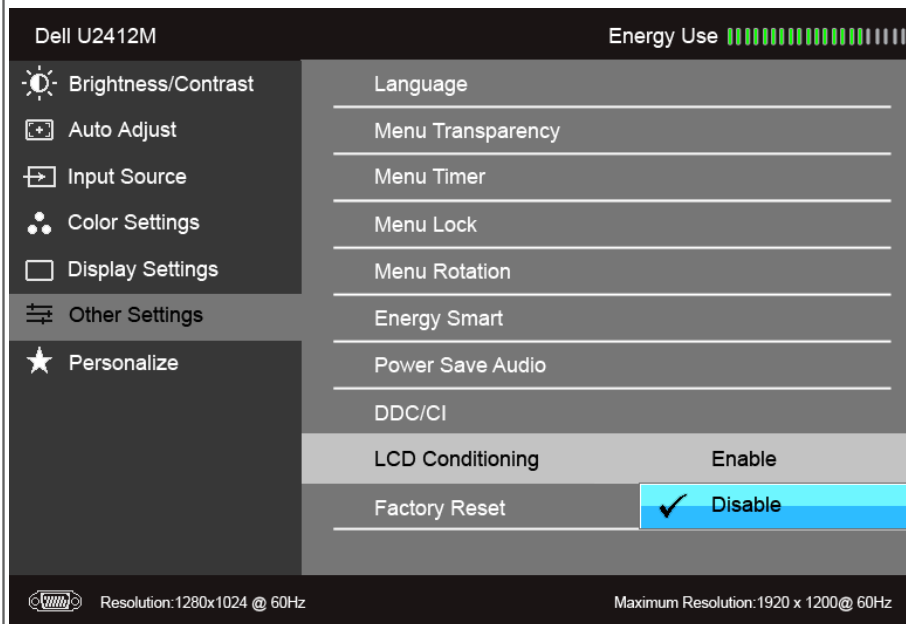 Dell U2412M
Energy Use
Brightness/Contrast
Auto Adjust
Input Source
Color Settings
Display Settings
Other Settings
Personalize
Language
Menu Transparency
Menu Timer
Menu Lock
Menu Rotation
Energy Smart
Power Save Audio
DDC/CI
LCD Conditioning
Enable
Factory Reset
Disable
Resolution:1280x1024 @ 60Hz
Maximum Resolution:1920 x 1200@ 60Hz